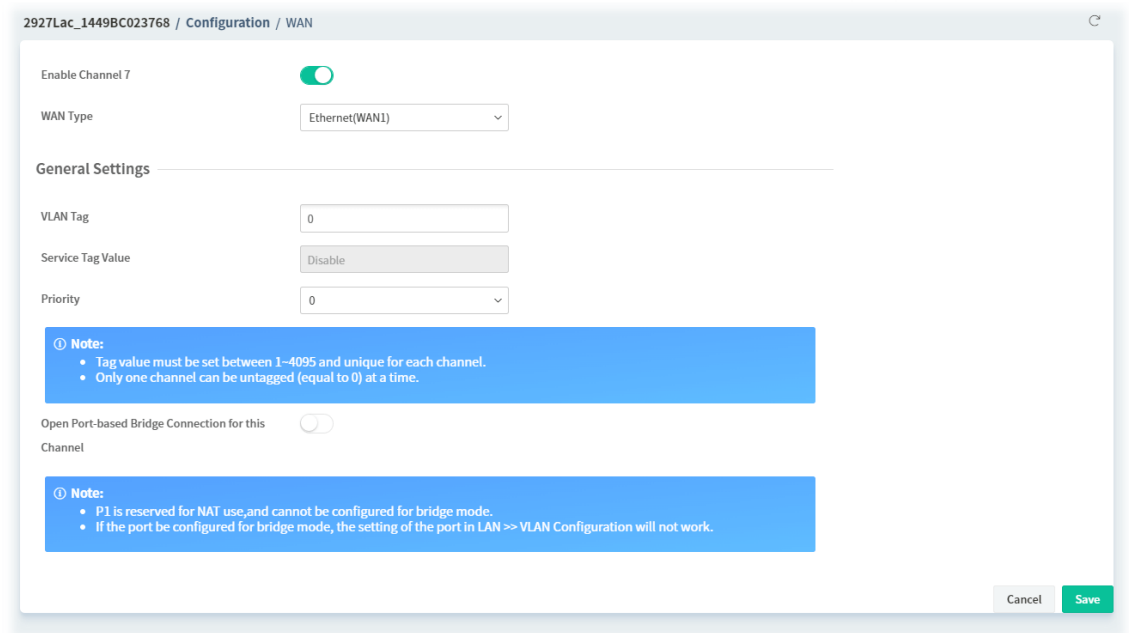 2927Lac_1449BC023768 / Configuration / WAN
Enable Channel 7
WAN Type
Ethernet(WAN1)
General Settings
VLAN Tag
0
Service Tag Value
Disable
Priority
0
Note:
• Tag value must be set between 1~4095 and unique for each channel.
• Only one channel can be untagged (equal to 0) at a time.
Open Port-based Bridge Connection for this
Channel
Note:
• P1 is reserved for NAT use,and cannot be configured for bridge mode.
• If the port be configured for bridge mode, the setting of the port in LAN >> VLAN Configuration will not work.
Cancel
Save